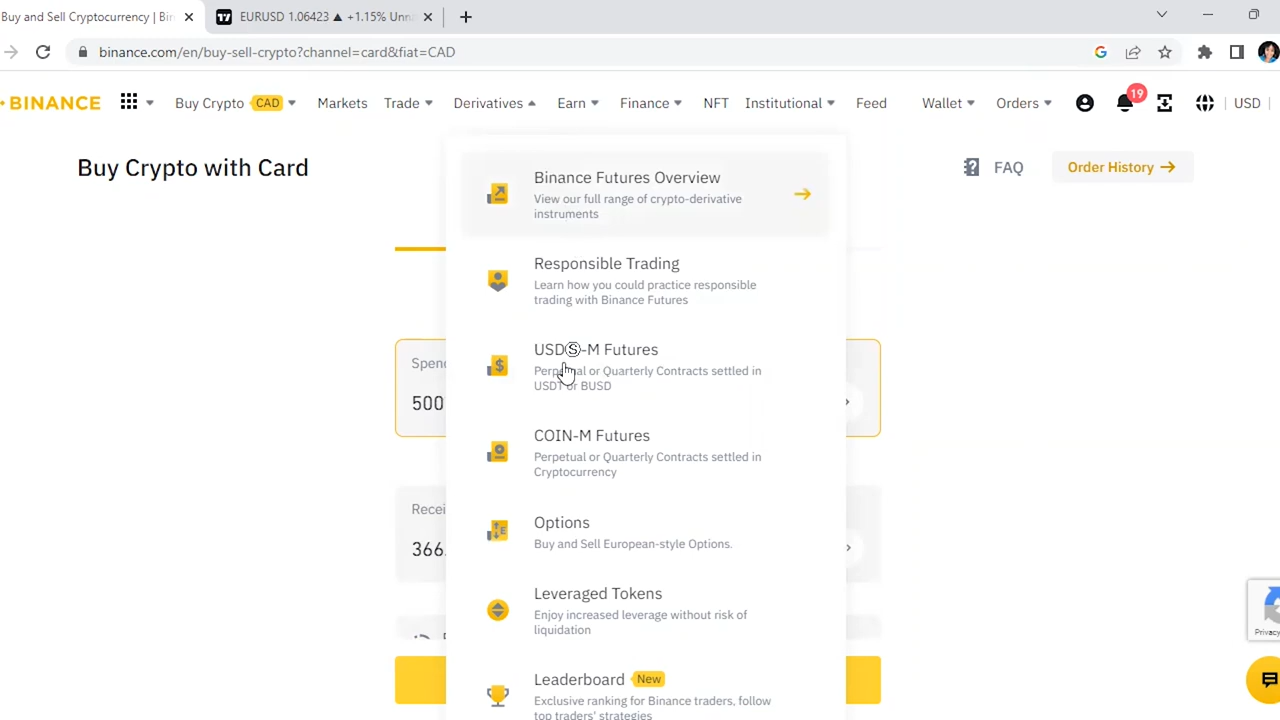 Buy and Sell Cryptocurrency | Bin
EURUSD 1.06423 ▲ +1.15% Unn
binance.com/en/buy-sell-crypto?channel=card&fiat=CAD
BINANCE Buy Crypto CAD Markets Trade Derivatives Earn Finance NFT Institutional Feed Wallet Orders 19 USD
Buy Crypto with Card
FAQ
Order History →
Binance Futures Overview
View our full range of crypto-derivative
instruments
Responsible Trading
Learn how you could practice responsible
trading with Binance Futures
USDⓈ-M Futures
Perpetual or Quarterly Contracts settled in
USDT or BUSD
Spen
500
COIN-M Futures
Perpetual or Quarterly Contracts settled in
Cryptocurrency
Recei
366.
Options
Buy and Sell European-style Options.
Leveraged Tokens
Enjoy increased leverage without risk of
liquidation
Privacy
Leaderboard New
Exclusive ranking for Binance traders, follow
top traders' strategies